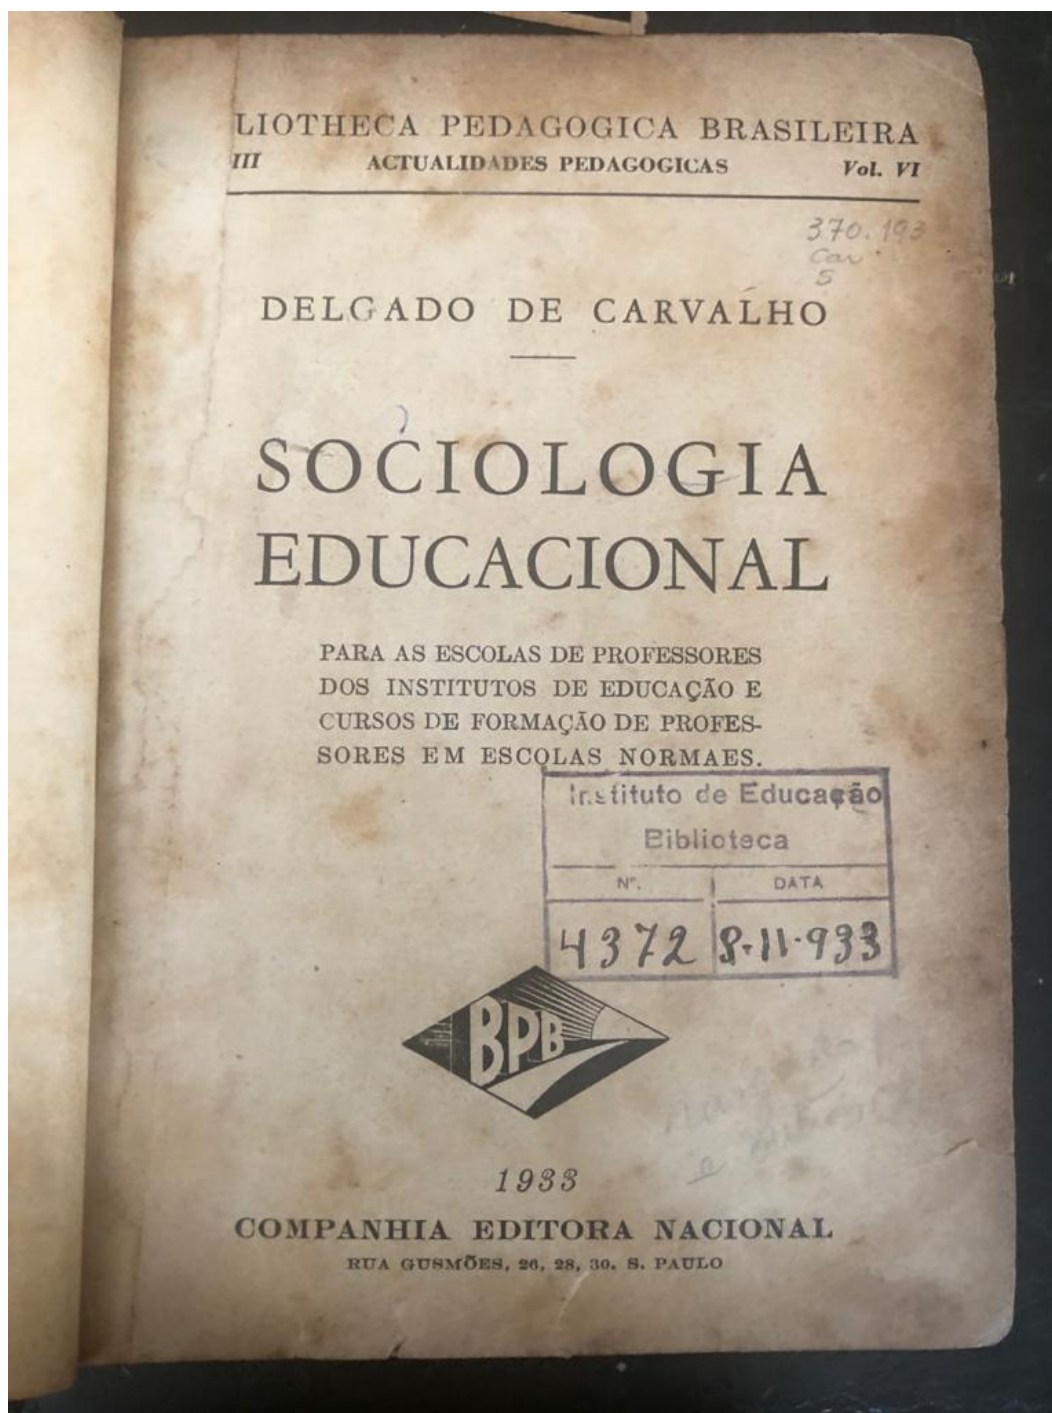 LIOTHECA PEDAGOGICA BRASILEIRA
III ACTUALIDADES PEDAGOGICAS Vol. VI
370.193
Car
S
DELGADO DE CARVALHO
SOCIOLOGIA
EDUCACIONAL
PARA AS ESCOLAS DE PROFESSORES
DOS INSTITUTOS DE EDUCAÇÃO E
CURSOS DE FORMAÇÃO DE PROFES-
SORES EM ESCOLAS NORMAES.
Instituto de Educação
Biblioteca
Nº. DATA
4372 8-11-933
BPB
1933
COMPANHIA EDITORA NACIONAL
RUA GUSMÕES, 26, 28, 30. S. PAULO